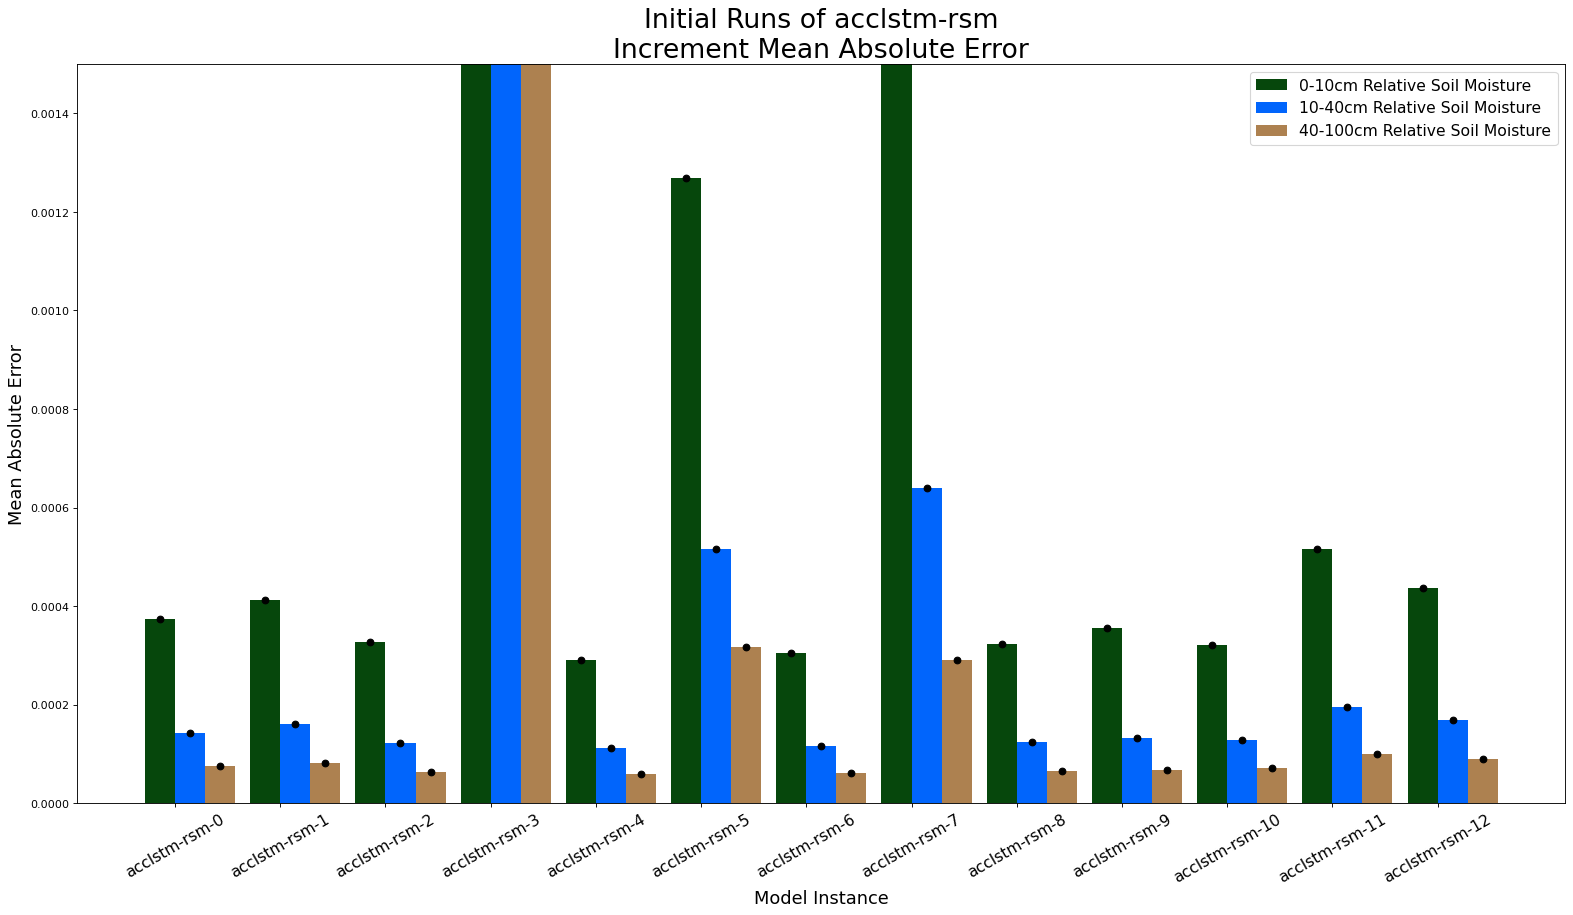 Initial Runs of acclstm-rsm
Increment Mean Absolute Error
0-10cm Relative Soil Moisture
10-40cm Relative Soil Moisture
40-100cm Relative Soil Moisture
Mean Absolute Error
0.0014
0.0012
0.0010
0.0008
0.0006
0.0004
0.0002
0.0000
acclstm-rsm-0
acclstm-rsm-1
acclstm-rsm-2
acclstm-rsm-3
acclstm-rsm-4
acclstm-rsm-5
acclstm-rsm-6
acclstm-rsm-7
acclstm-rsm-8
acclstm-rsm-9
acclstm-rsm-10
acclstm-rsm-11
acclstm-rsm-12
Model Instance